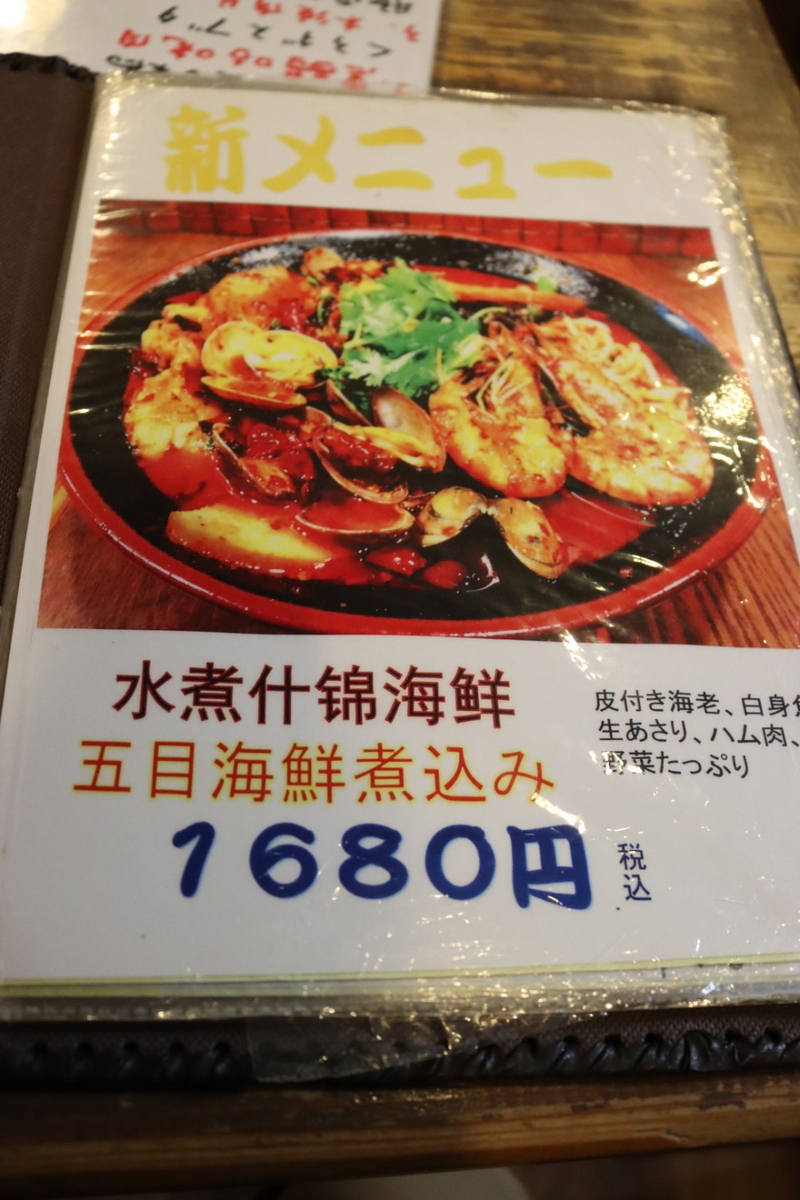 新メニュー
水煮什锦海鲜
五目海鮮煮込み
1680円 税込
皮付き海老、白身魚
生あさり、ハム肉、
野菜たっぷり